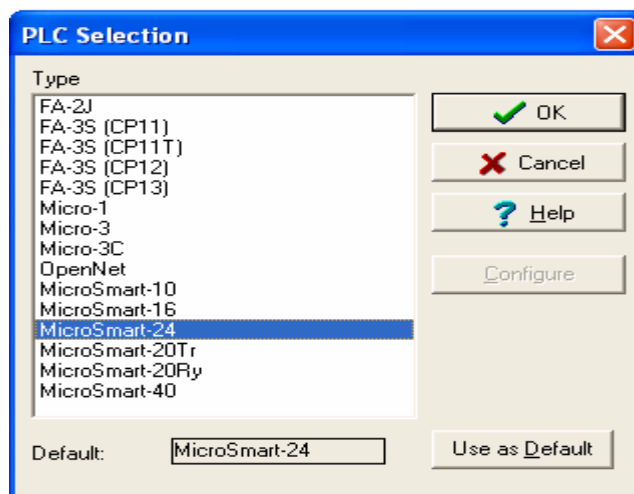 PLC Selection
Type
FA-2J
FA-3S (CP11)
FA-3S (CP11T)
FA-3S (CP12)
FA-3S (CP13)
Micro-1
Micro-3
Micro-3C
OpenNet
MicroSmart-10
MicroSmart-16
MicroSmart-24
MicroSmart-20Tr
MicroSmart-20Ry
MicroSmart-40
OK
Cancel
Help
Configure
Default: MicroSmart-24
Use as Default